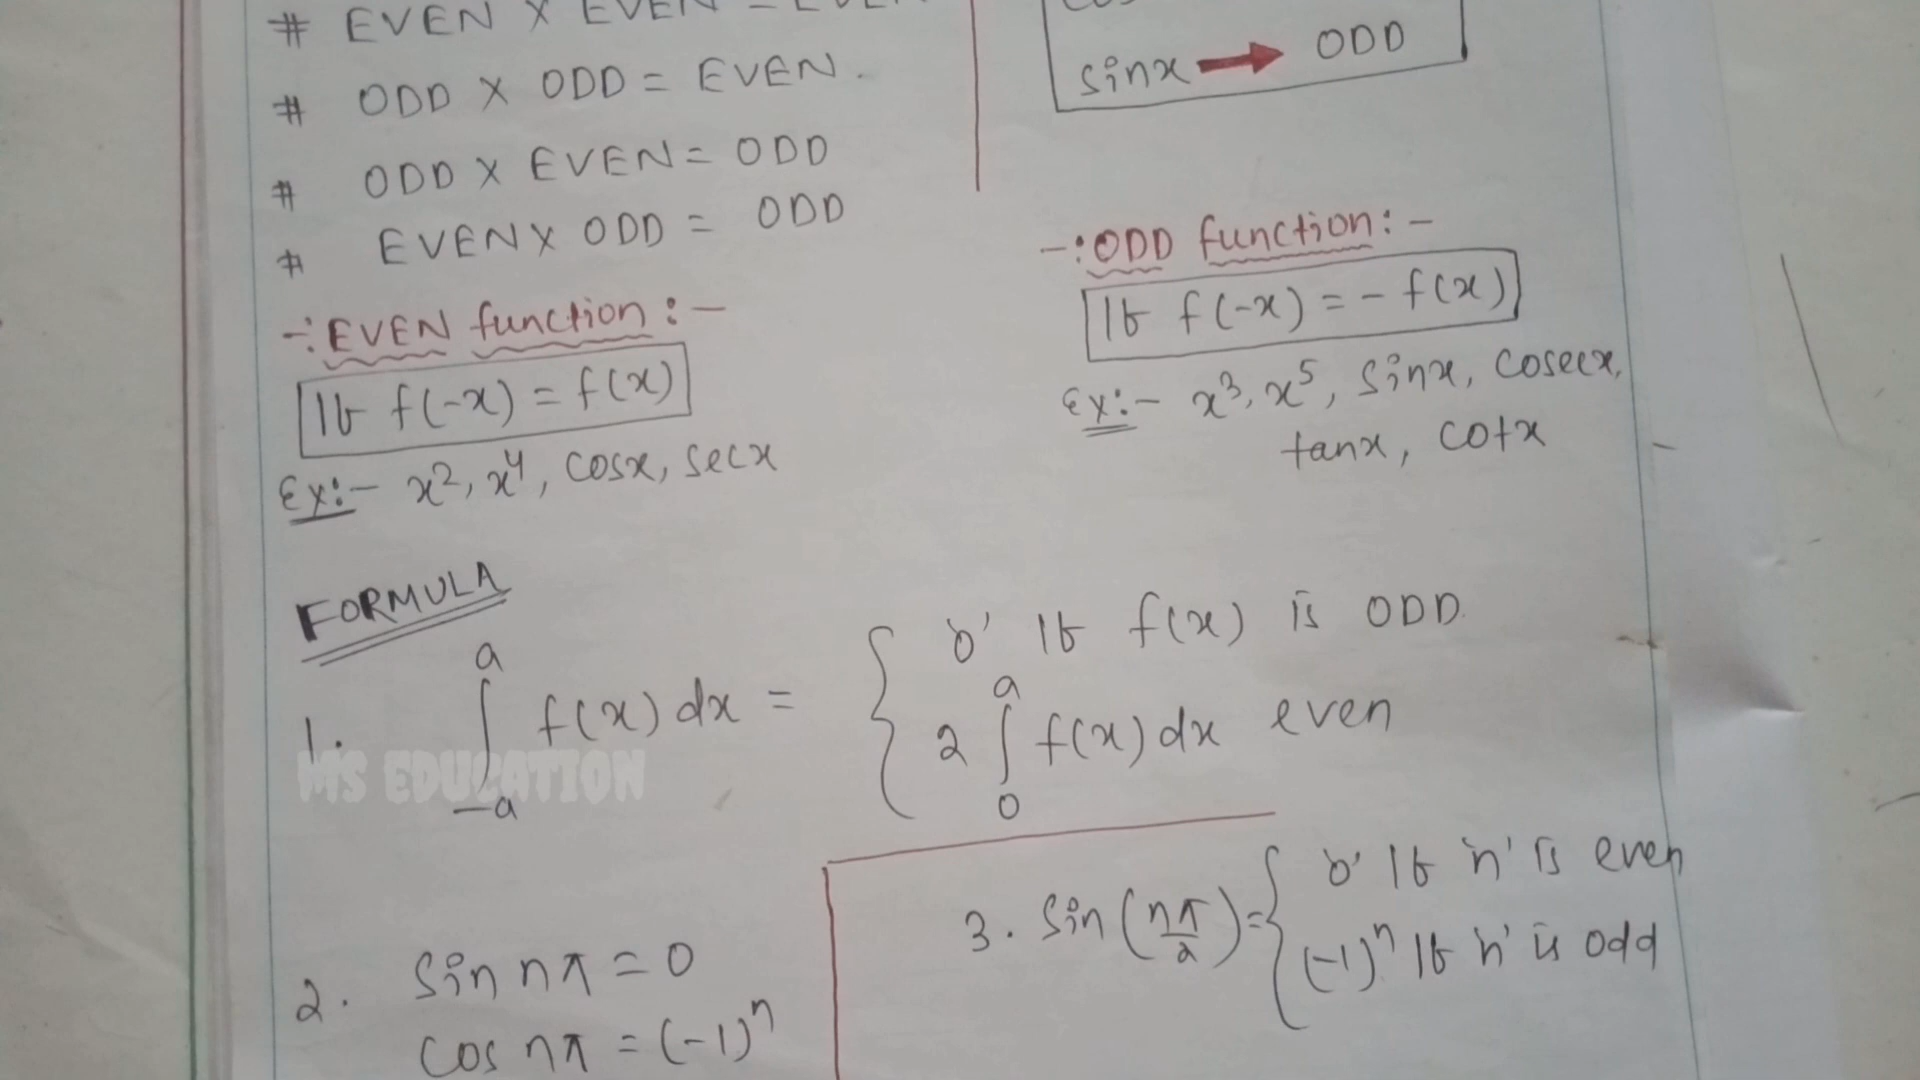 # EVEN X EVEN = EVEN
# ODD X ODD = EVEN.
# ODD X EVEN = ODD
# EVEN X ODD = ODD
sinx → ODD
-: EVEN function :-
If f(-x) = f(x)
Ex:- x², x⁴, cosx, secx
-: ODD function: -
If f(-x) = - f(x)
Ex:- x³, x⁵, sinx, cosecx,
tanx, cotx
FORMULA
1. ∫_{-a}^{a} f(x) dx = { '0' If f(x) is ODD.
2 ∫_{0}^{a} f(x) dx even
MS EDUCATION
2. Sin nπ = 0
Cos nπ = (-1)ⁿ
3. Sin (nπ/2) = { '0' If 'n' is even
(-1)ⁿ If 'n' is odd